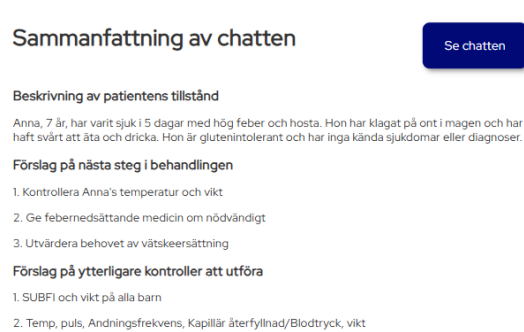 Sammanfattning av chatten
Se chatten
Beskrivning av patientens tillstånd
Anna, 7 år, har varit sjuk i 5 dagar med hög feber och hosta. Hon har klagat på ont i magen och har
haft svårt att äta och dricka. Hon är glutenintolerant och har inga kända sjukdomar eller diagnoser.
Förslag på nästa steg i behandlingen
1. Kontrollera Anna's temperatur och vikt
2. Ge febernedsättande medicin om nödvändigt
3. Utvärdera behovet av vätskeersättning
Förslag på ytterligare kontroller att utföra
1. SUBFI och vikt på alla barn
2. Temp, puls, Andningsfrekvens, Kapillär återfyllnad/Blodtryck, vikt